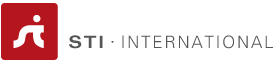 STI · INTERNATIONAL